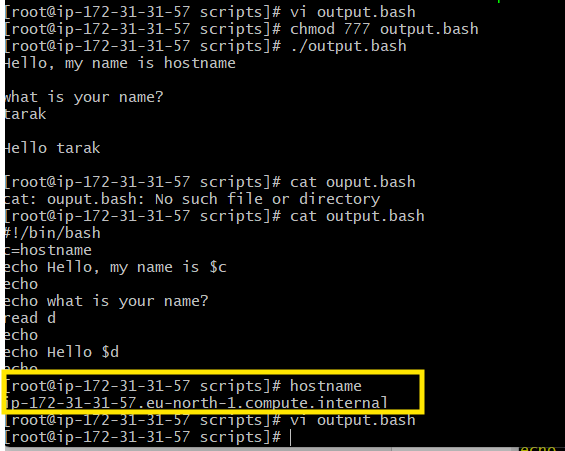 [root@ip-172-31-31-57 scripts]# vi output.bash
[root@ip-172-31-31-57 scripts]# chmod 777 output.bash
[root@ip-172-31-31-57 scripts]# ./output.bash
Hello, my name is hostname
what is your name?
tarak
Hello tarak
[root@ip-172-31-31-57 scripts]# cat ouput.bash
cat: ouput.bash: No such file or directory
[root@ip-172-31-31-57 scripts]# cat output.bash
#!/bin/bash
c=hostname
echo Hello, my name is $c
echo
echo what is your name?
read d
echo
echo Hello $d
echo
[root@ip-172-31-31-57 scripts]# hostname
ip-172-31-31-57.eu-north-1.compute.internal
[root@ip-172-31-31-57 scripts]# vi output.bash
[root@ip-172-31-31-57 scripts]#
echo